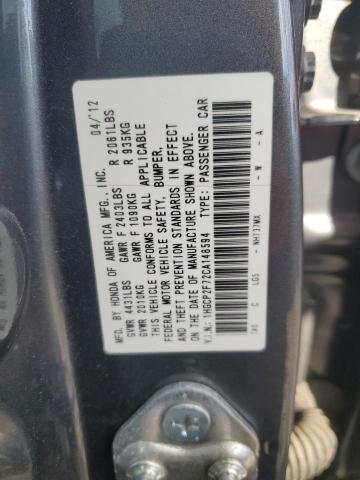 MFD. BY HONDA OF AMERICA MFG., INC. 04/12
GVWR 4431LBS GAWR F 2403LBS R 2061LBS
GVWR 2010KG GAWR F 1090KG R 935KG
THIS VEHICLE CONFORMS TO ALL APPLICABLE
FEDERAL MOTOR VEHICLE SAFETY, BUMPER,
AND THEFT PREVENTION STANDARDS IN EFFECT
ON THE DATE OF MANUFACTURE SHOWN ABOVE.
V.I.N.: 1HGCP2F72CA148594 TYPE: PASSENGER CAR
C LG5 - NH737MX - W - A